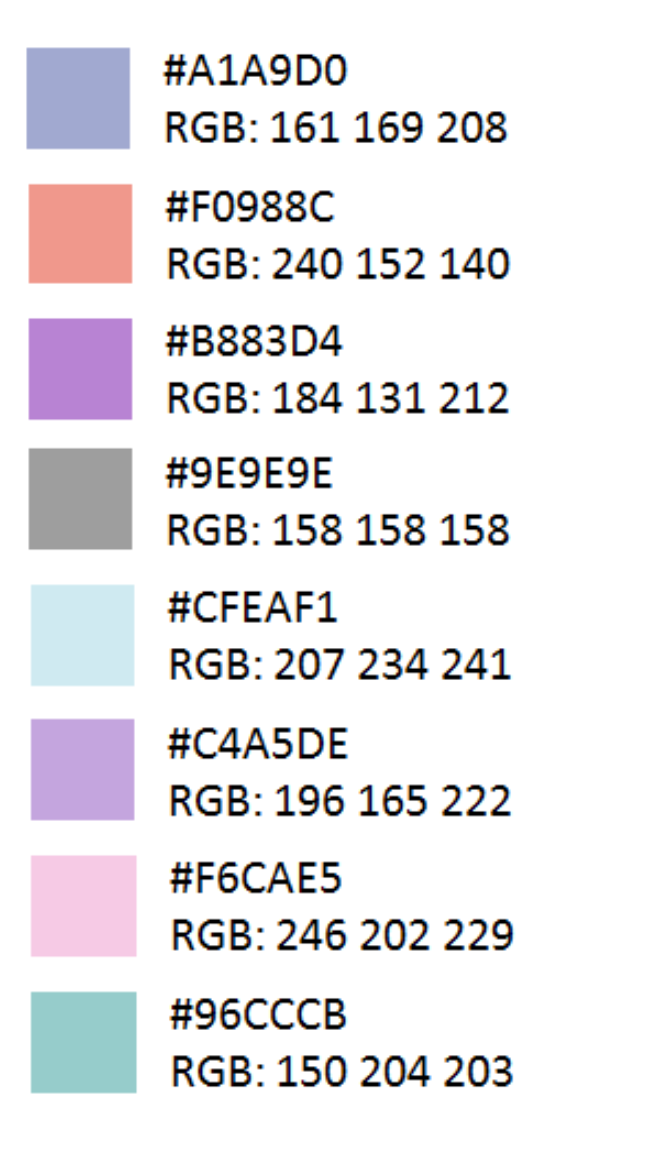 #A1A9D0
RGB: 161 169 208
#F0988C
RGB: 240 152 140
#B883D4
RGB: 184 131 212
#9E9E9E
RGB: 158 158 158
#CFEAF1
RGB: 207 234 241
#C4A5DE
RGB: 196 165 222
#F6CAE5
RGB: 246 202 229
#96CCCB
RGB: 150 204 203